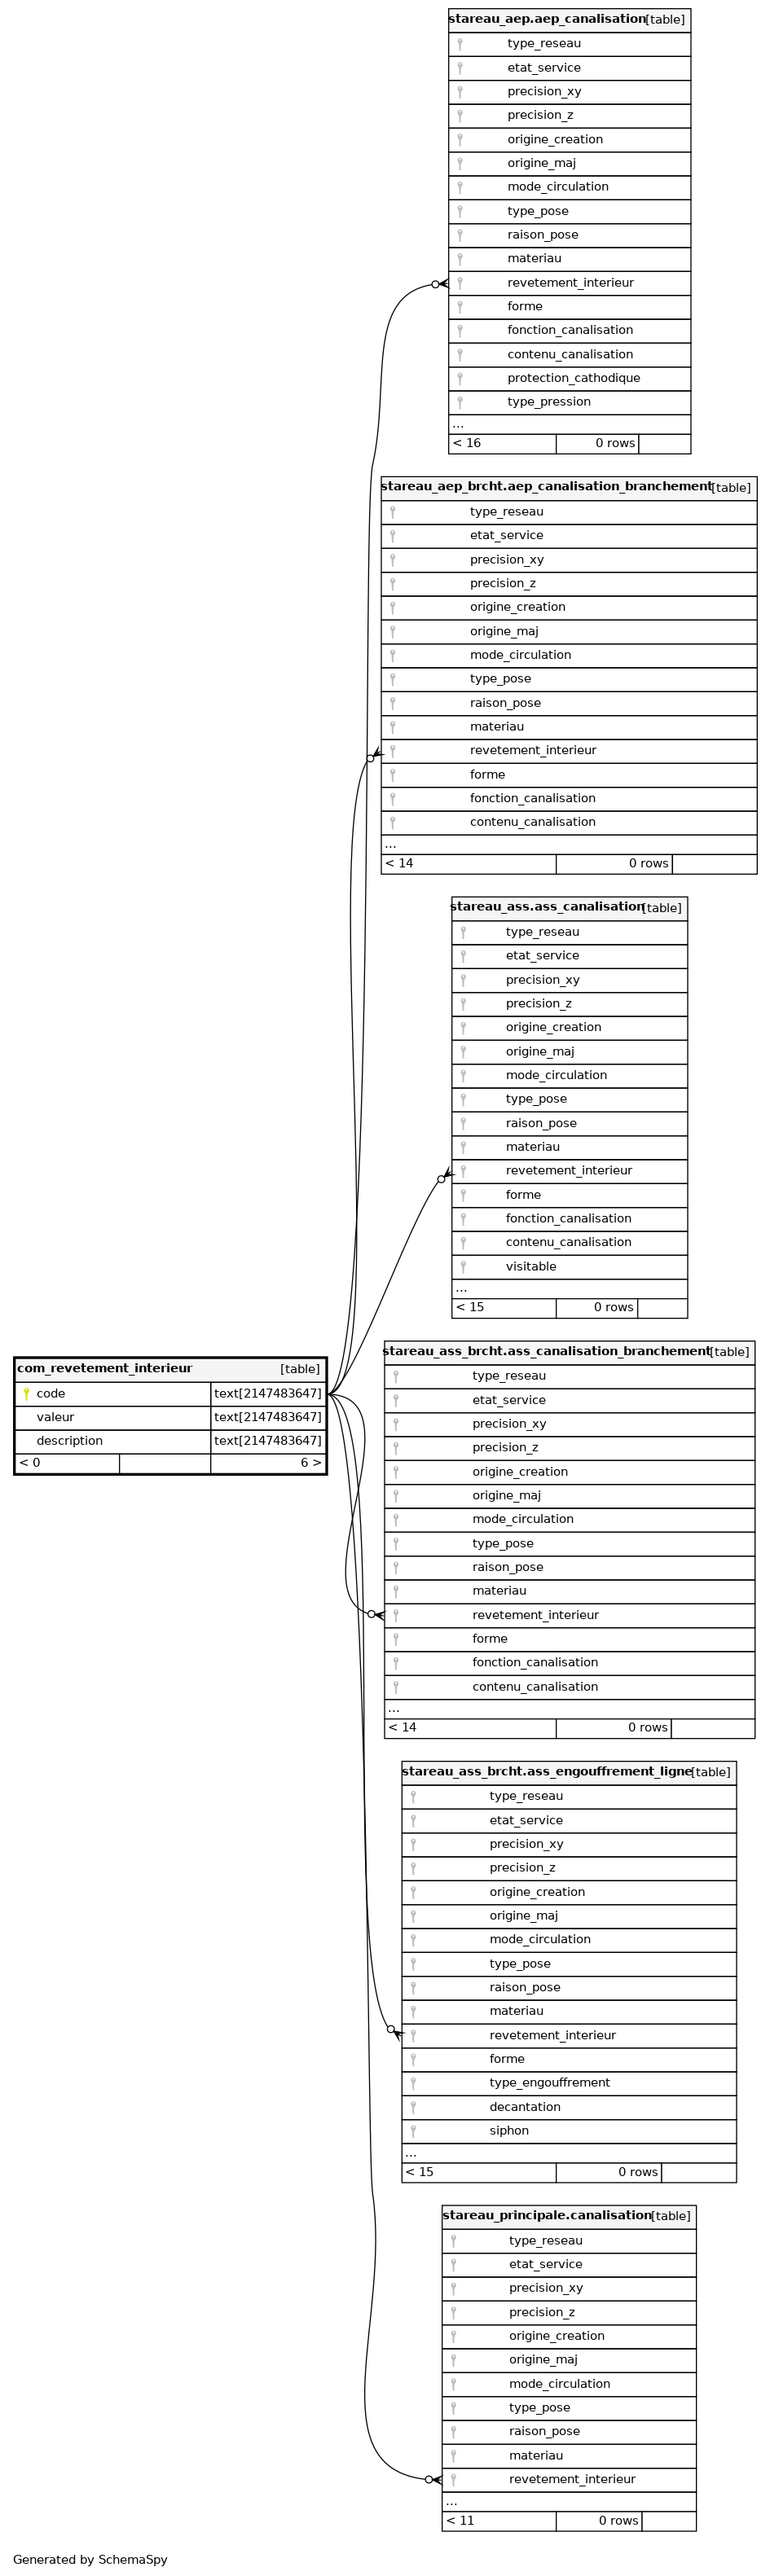 stareau_aep.aep_canalisation [table]
type_reseau
etat_service
precision_xy
precision_z
origine_creation
origine_maj
mode_circulation
type_pose
raison_pose
materiau
revetement_interieur
forme
fonction_canalisation
contenu_canalisation
protection_cathodique
type_pression
...
< 16 0 rows
stareau_aep_brcht.aep_canalisation_branchement [table]
type_reseau
etat_service
precision_xy
precision_z
origine_creation
origine_maj
mode_circulation
type_pose
raison_pose
materiau
revetement_interieur
forme
fonction_canalisation
contenu_canalisation
...
< 14 0 rows
stareau_ass.ass_canalisation [table]
type_reseau
etat_service
precision_xy
precision_z
origine_creation
origine_maj
mode_circulation
type_pose
raison_pose
materiau
revetement_interieur
forme
fonction_canalisation
contenu_canalisation
visitable
...
< 15 0 rows
com_revetement_interieur [table]
code text[2147483647]
valeur text[2147483647]
description text[2147483647]
< 0 6 >
stareau_ass_brcht.ass_canalisation_branchement [table]
type_reseau
etat_service
precision_xy
precision_z
origine_creation
origine_maj
mode_circulation
type_pose
raison_pose
materiau
revetement_interieur
forme
fonction_canalisation
contenu_canalisation
...
< 14 0 rows
stareau_ass_brcht.ass_engouffrement_ligne [table]
type_reseau
etat_service
precision_xy
precision_z
origine_creation
origine_maj
mode_circulation
type_pose
raison_pose
materiau
revetement_interieur
forme
type_engouffrement
decantation
siphon
...
< 15 0 rows
stareau_principale.canalisation [table]
type_reseau
etat_service
precision_xy
precision_z
origine_creation
origine_maj
mode_circulation
type_pose
raison_pose
materiau
revetement_interieur
...
< 11 0 rows
Generated by SchemaSpy